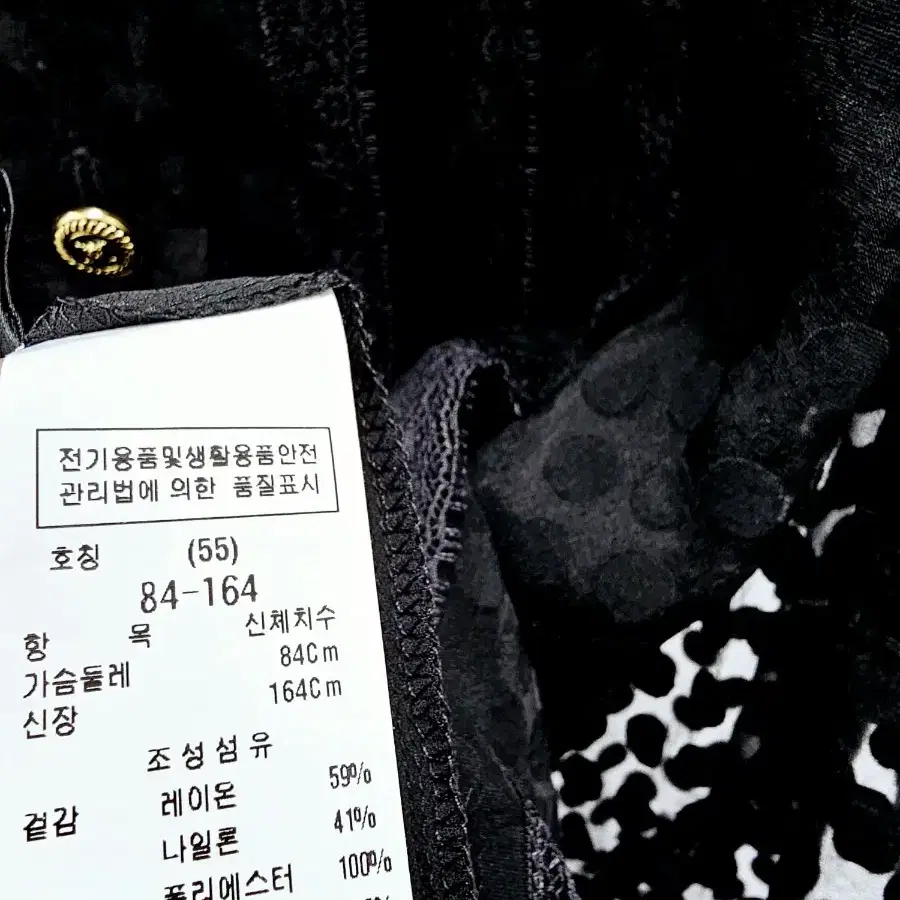 전기용품및생활용품안전
관리법에 의한 품질표시
호칭 (55)
84-164
항 목 신체치수
가슴둘레 84Cm
신장 164Cm
조성섬유
겉감 레이온 59%
나일론 41%
폴리에스터 100%